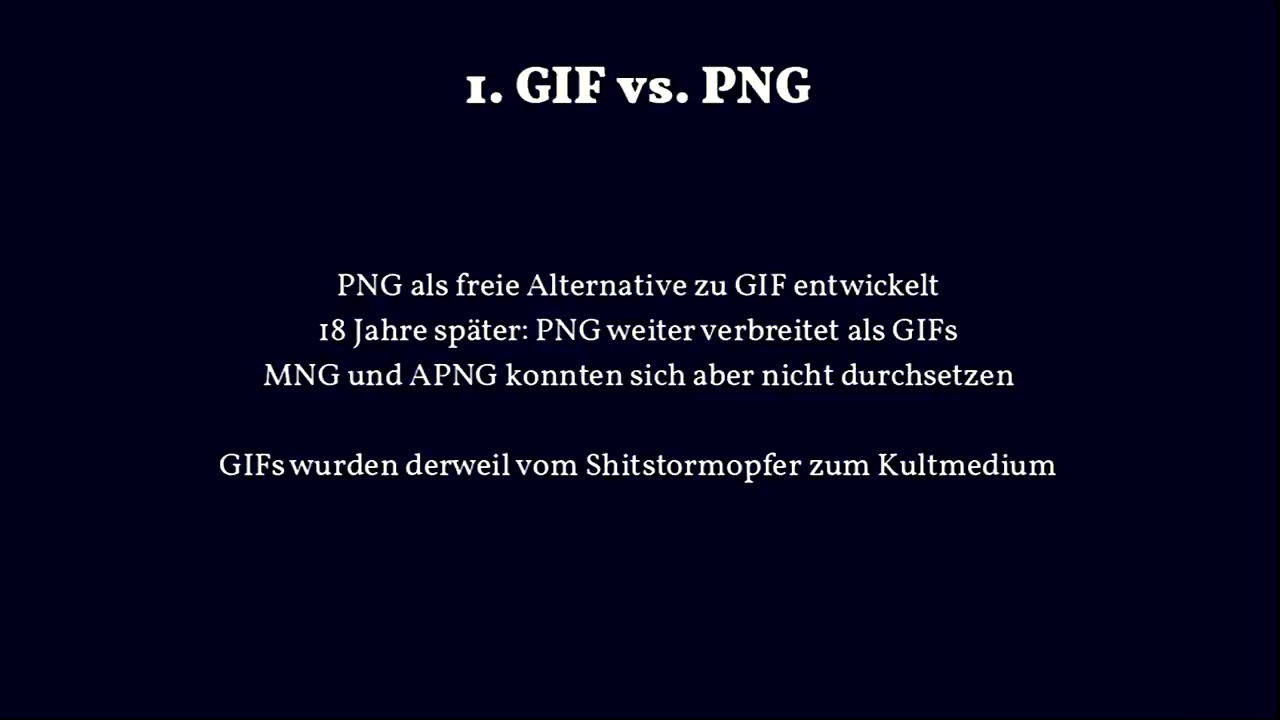 1. GIF vs. PNG
PNG als freie Alternative zu GIF entwickelt
18 Jahre später: PNG weiter verbreitet als GIFs
MNG und APNG konnten sich aber nicht durchsetzen
GIFs wurden derweil vom Shitstormopfer zum Kultmedium